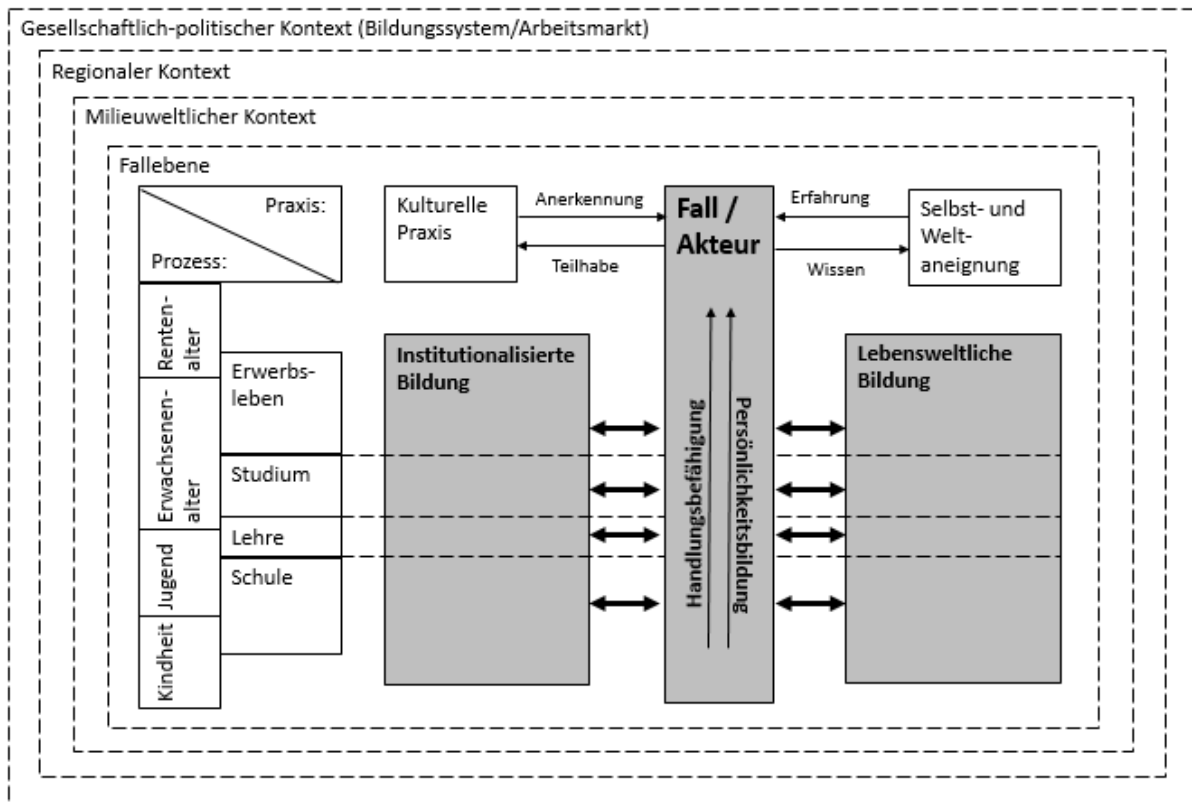 Gesellschaftlich-politischer Kontext (Bildungssystem/Arbeitsmarkt)
Regionaler Kontext
Milieuweltlicher Kontext
Fallebene
Praxis:
Prozess:
Kulturelle
Praxis
Anerkennung
Teilhabe
Fall /
Akteur
Erfahrung
Wissen
Selbst- und
Welt-
aneignung
Renten-
alter
Erwachsenen-
alter
Jugend
Kindheit
Erwerbs-
leben
Studium
Lehre
Schule
Institutionalisierte
Bildung
Handlungsbefähigung
Persönlichkeitsbildung
Lebensweltliche
Bildung